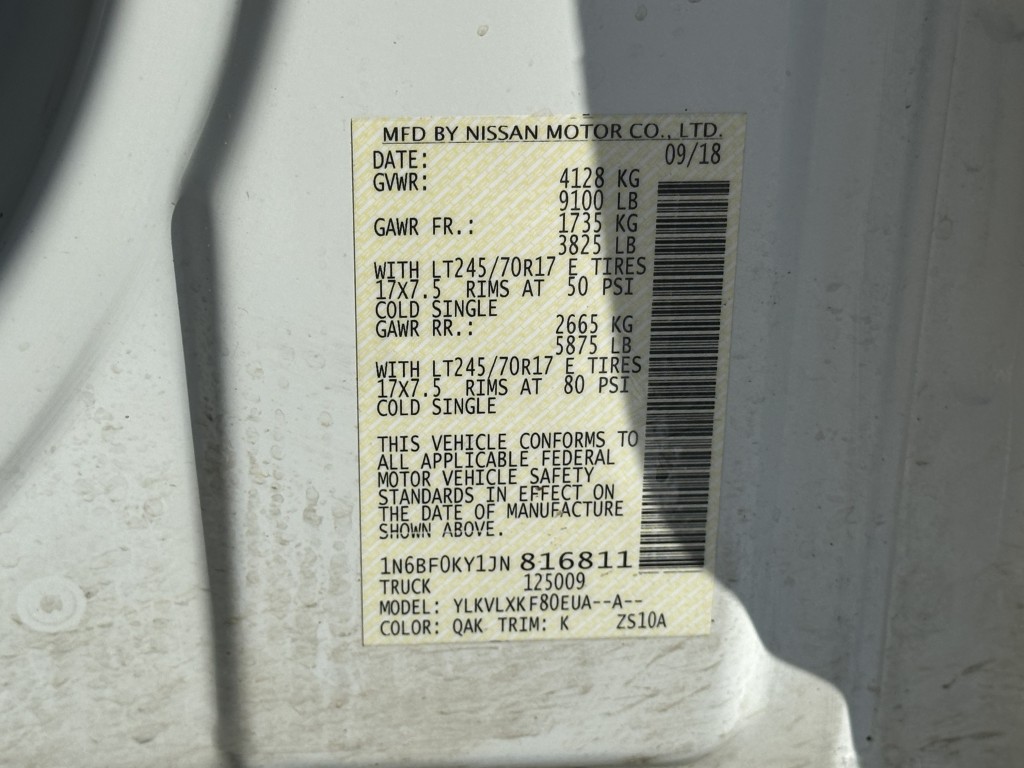 MFD BY NISSAN MOTOR CO., LTD.
DATE: 09/18
GVWR: 4128 KG
9100 LB
GAWR FR.: 1735 KG
3825 LB
WITH LT245/70R17 E TIRES
17X7.5 RIMS AT 50 PSI
COLD SINGLE
GAWR RR.: 2665 KG
5875 LB
WITH LT245/70R17 E TIRES
17X7.5 RIMS AT 80 PSI
COLD SINGLE
THIS VEHICLE CONFORMS TO
ALL APPLICABLE FEDERAL
MOTOR VEHICLE SAFETY
STANDARDS IN EFFECT ON
THE DATE OF MANUFACTURE
SHOWN ABOVE.
1N6BF0KY1JN 816811
TRUCK 125009
MODEL: YLKVLXKF80EUA--A--
COLOR: QAK TRIM: K ZS10A